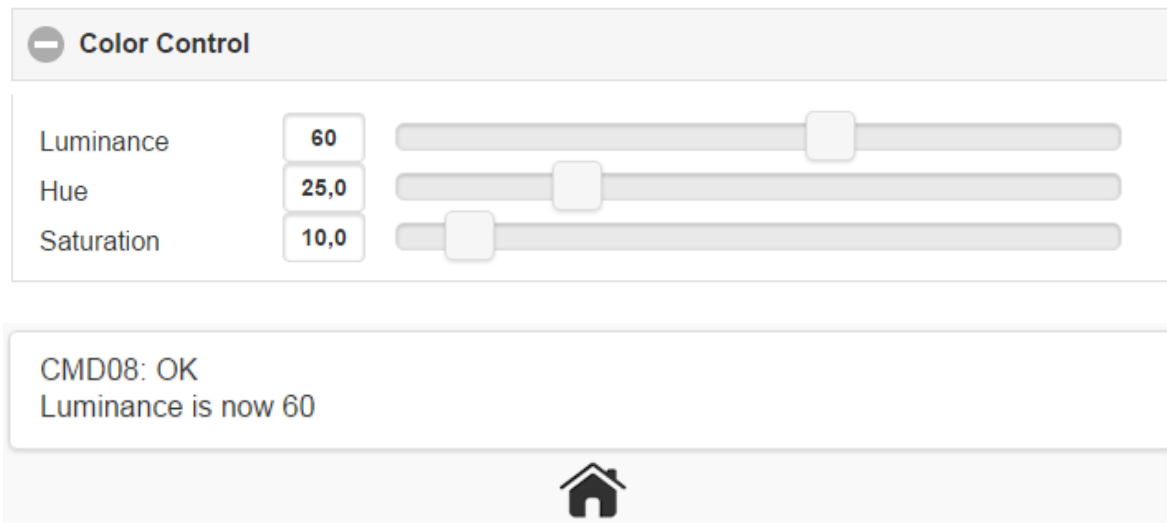 Color Control
Luminance 60
Hue 25,0
Saturation 10,0
CMD08: OK
Luminance is now 60